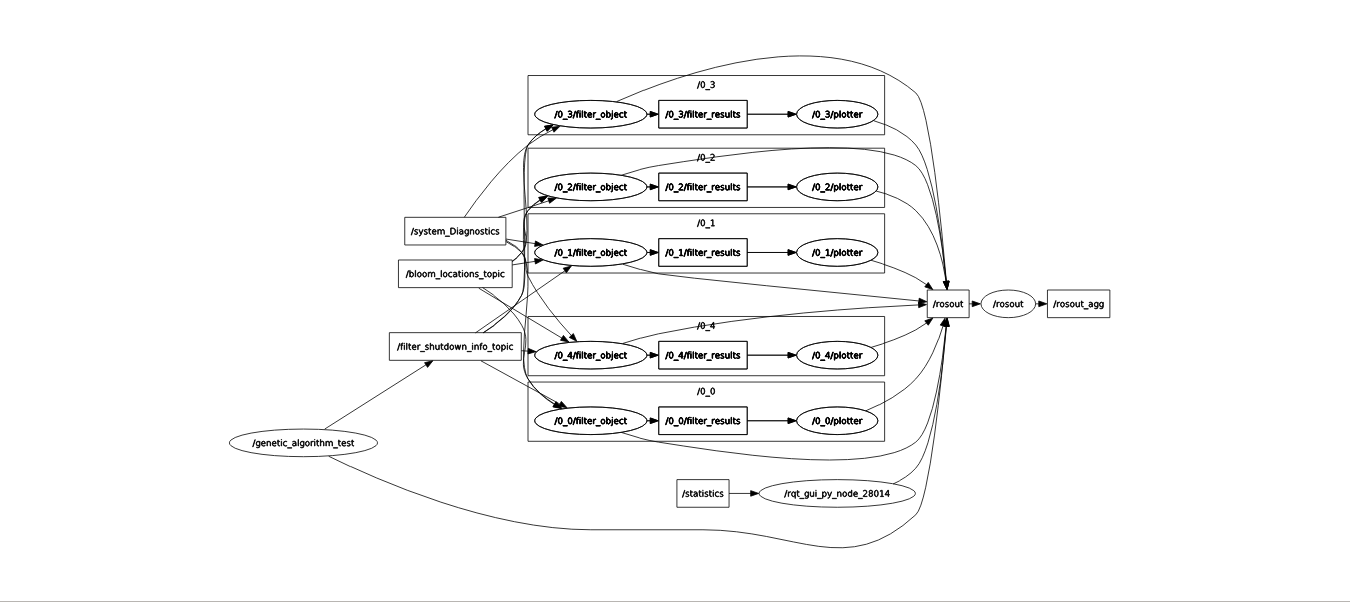 /0_3
/0_3/filter_object
/0_3/filter_results
/0_3/plotter
/0_2
/0_2/filter_object
/0_2/filter_results
/0_2/plotter
/0_1
/system_Diagnostics
/0_1/filter_object
/0_1/filter_results
/0_1/plotter
/bloom_locations_topic
/rosout
/rosout
/rosout_agg
/0_4
/filter_shutdown_info_topic
/0_4/filter_object
/0_4/filter_results
/0_4/plotter
/0_0
/0_0/filter_object
/0_0/filter_results
/0_0/plotter
/genetic_algorithm_test
/statistics
/rqt_gui_py_node_28014